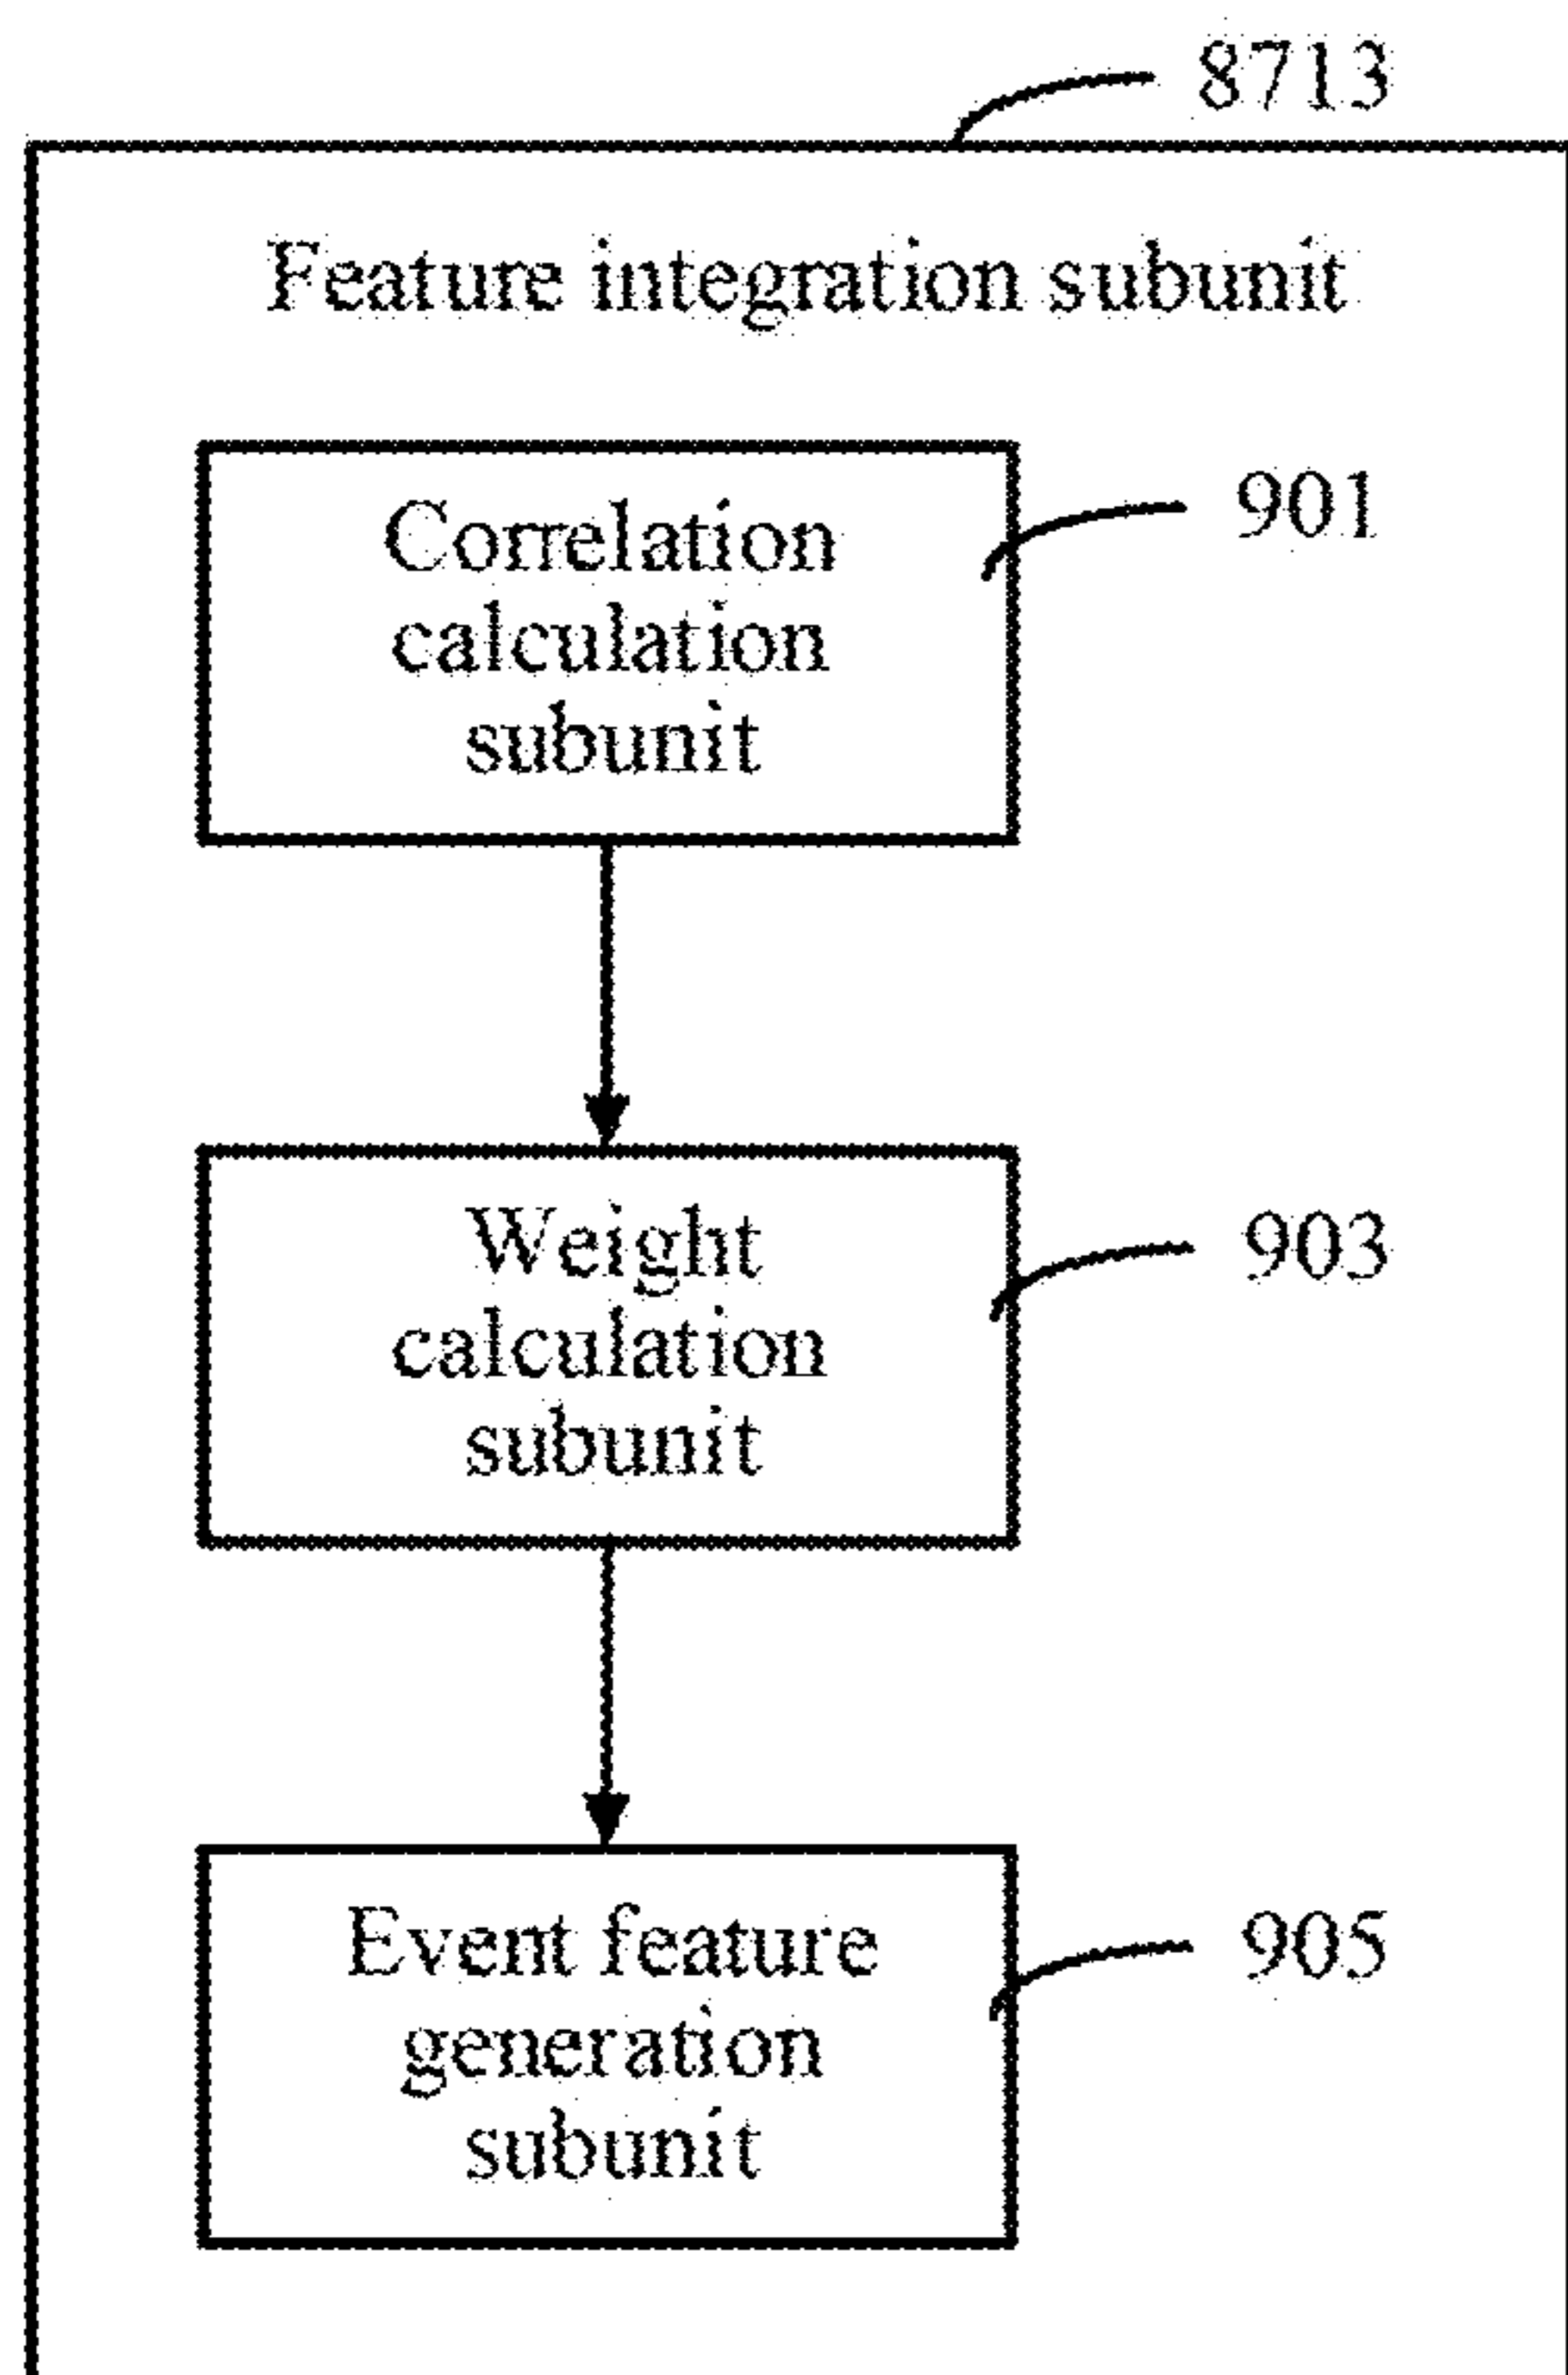 8713
Feature integration subunit
Correlation
calculation
subunit
901
Weight
calculation
subunit
903
Event feature
generation
subunit
905